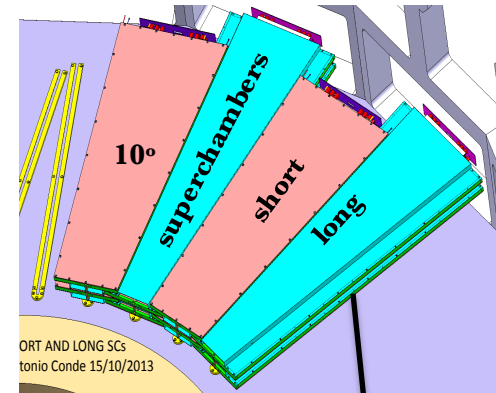 10º
superchambers
short
long
ORT AND LONG SCs
tonio Conde 15/10/2013